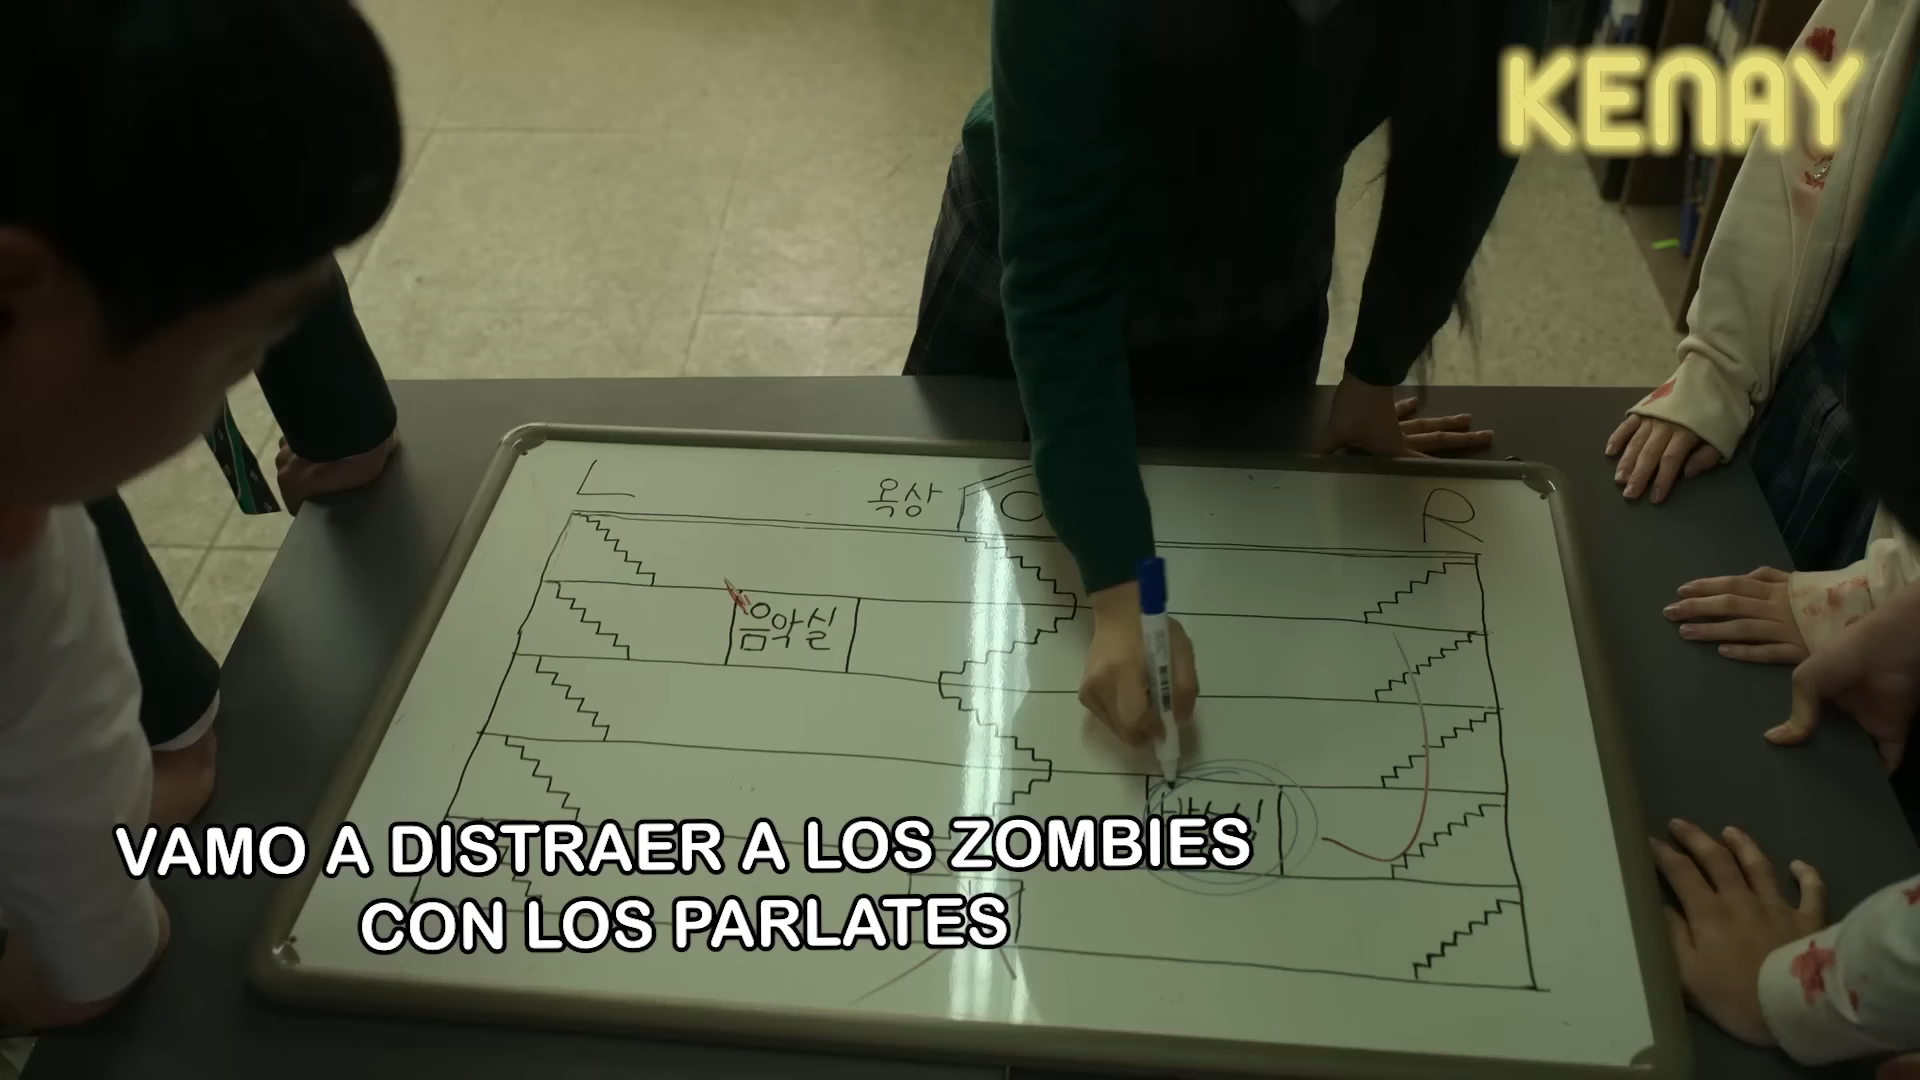 KENAY
L
옥상
R
음악실
VAMO A DISTRAER A LOS ZOMBIES
CON LOS PARLATES